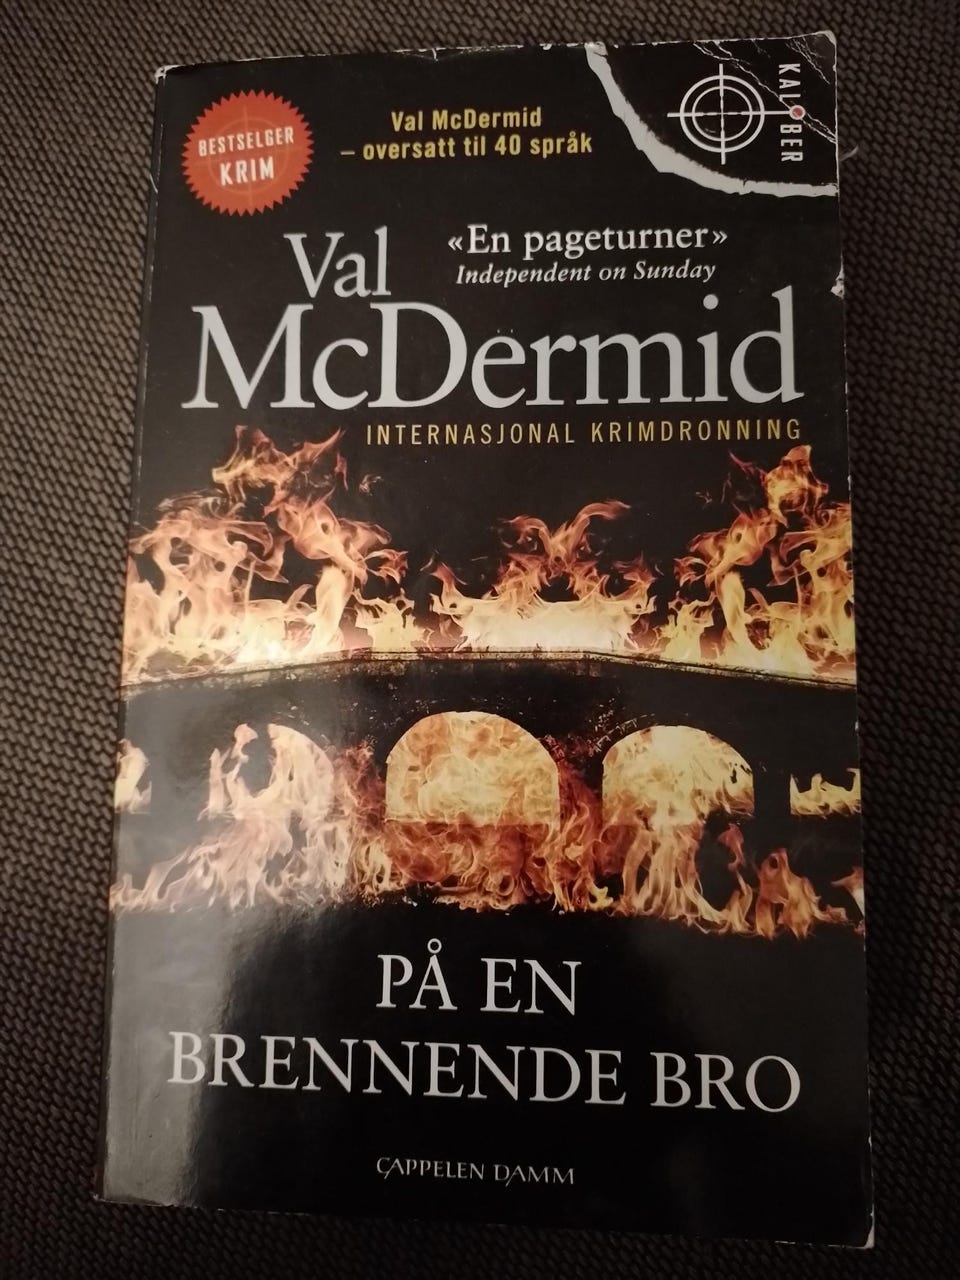 BESTSELGER
KRIM
Val McDermid
– oversatt til 40 språk
KALIBER
«En pageturner»
Independent on Sunday
Val
McDermid
INTERNASJONAL KRIMDRONNING
PÅ EN
BRENNENDE BRO
CAPPELEN DAMM